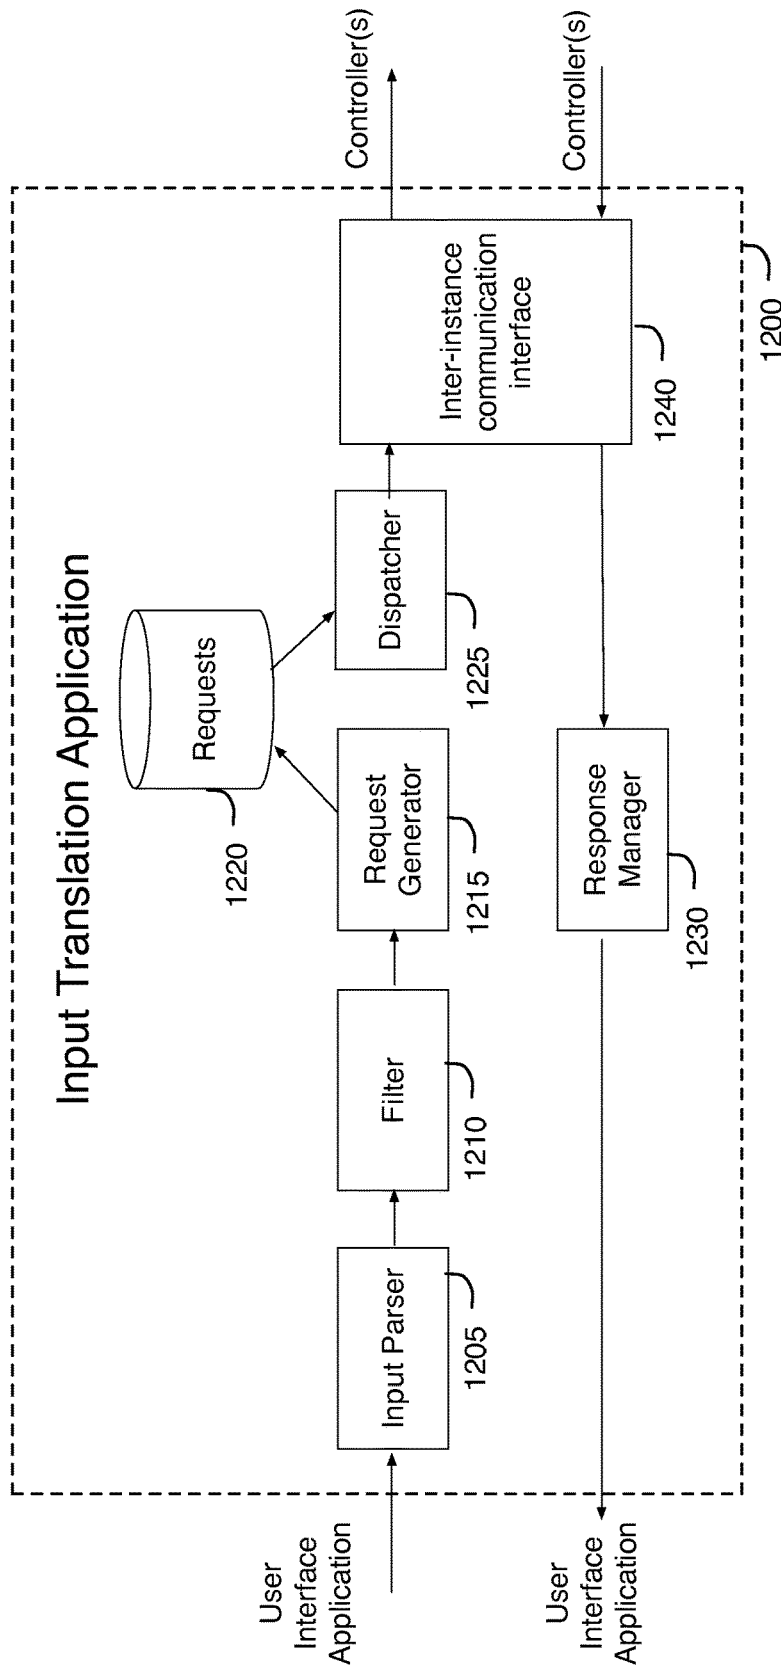 Input Translation Application
Requests
1220
User
Interface
Application
Input Parser
1205
Filter
1210
Request
Generator
1215
Dispatcher
1225
Inter-instance
communication
interface
1240
Controller(s)
User
Interface
Application
Response
Manager
1230
Controller(s)
1200